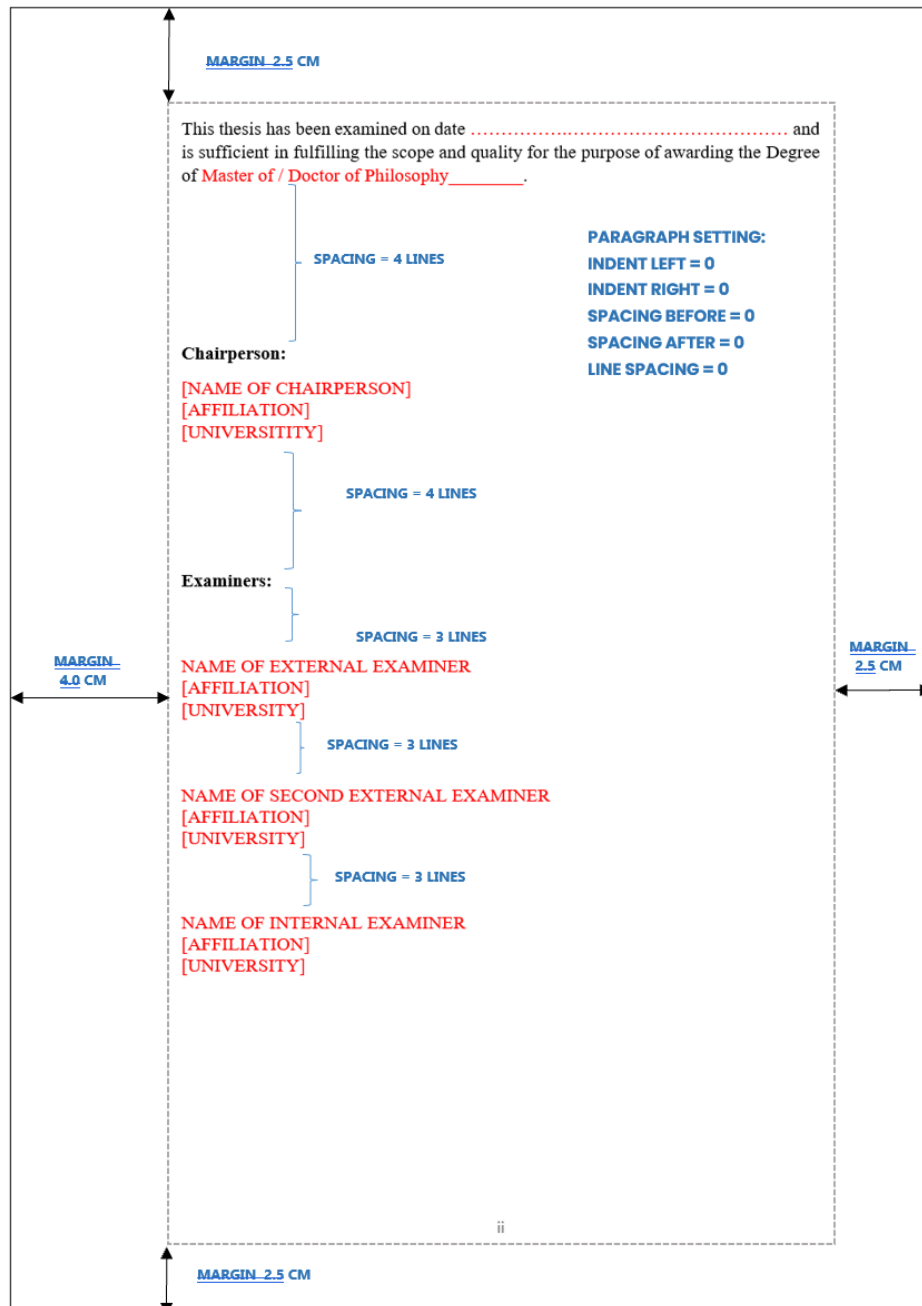 MARGIN 2.5 CM
This thesis has been examined on date ……………..……………………………… and
is sufficient in fulfilling the scope and quality for the purpose of awarding the Degree
of Master of / Doctor of Philosophy________.
SPACING = 4 LINES
PARAGRAPH SETTING:
INDENT LEFT = 0
INDENT RIGHT = 0
SPACING BEFORE = 0
SPACING AFTER = 0
LINE SPACING = 0
Chairperson:
[NAME OF CHAIRPERSON]
[AFFILIATION]
[UNIVERSITITY]
SPACING = 4 LINES
Examiners:
SPACING = 3 LINES
MARGIN
4.0 CM
MARGIN
2.5 CM
NAME OF EXTERNAL EXAMINER
[AFFILIATION]
[UNIVERSITY]
SPACING = 3 LINES
NAME OF SECOND EXTERNAL EXAMINER
[AFFILIATION]
[UNIVERSITY]
SPACING = 3 LINES
NAME OF INTERNAL EXAMINER
[AFFILIATION]
[UNIVERSITY]
ii
MARGIN 2.5 CM